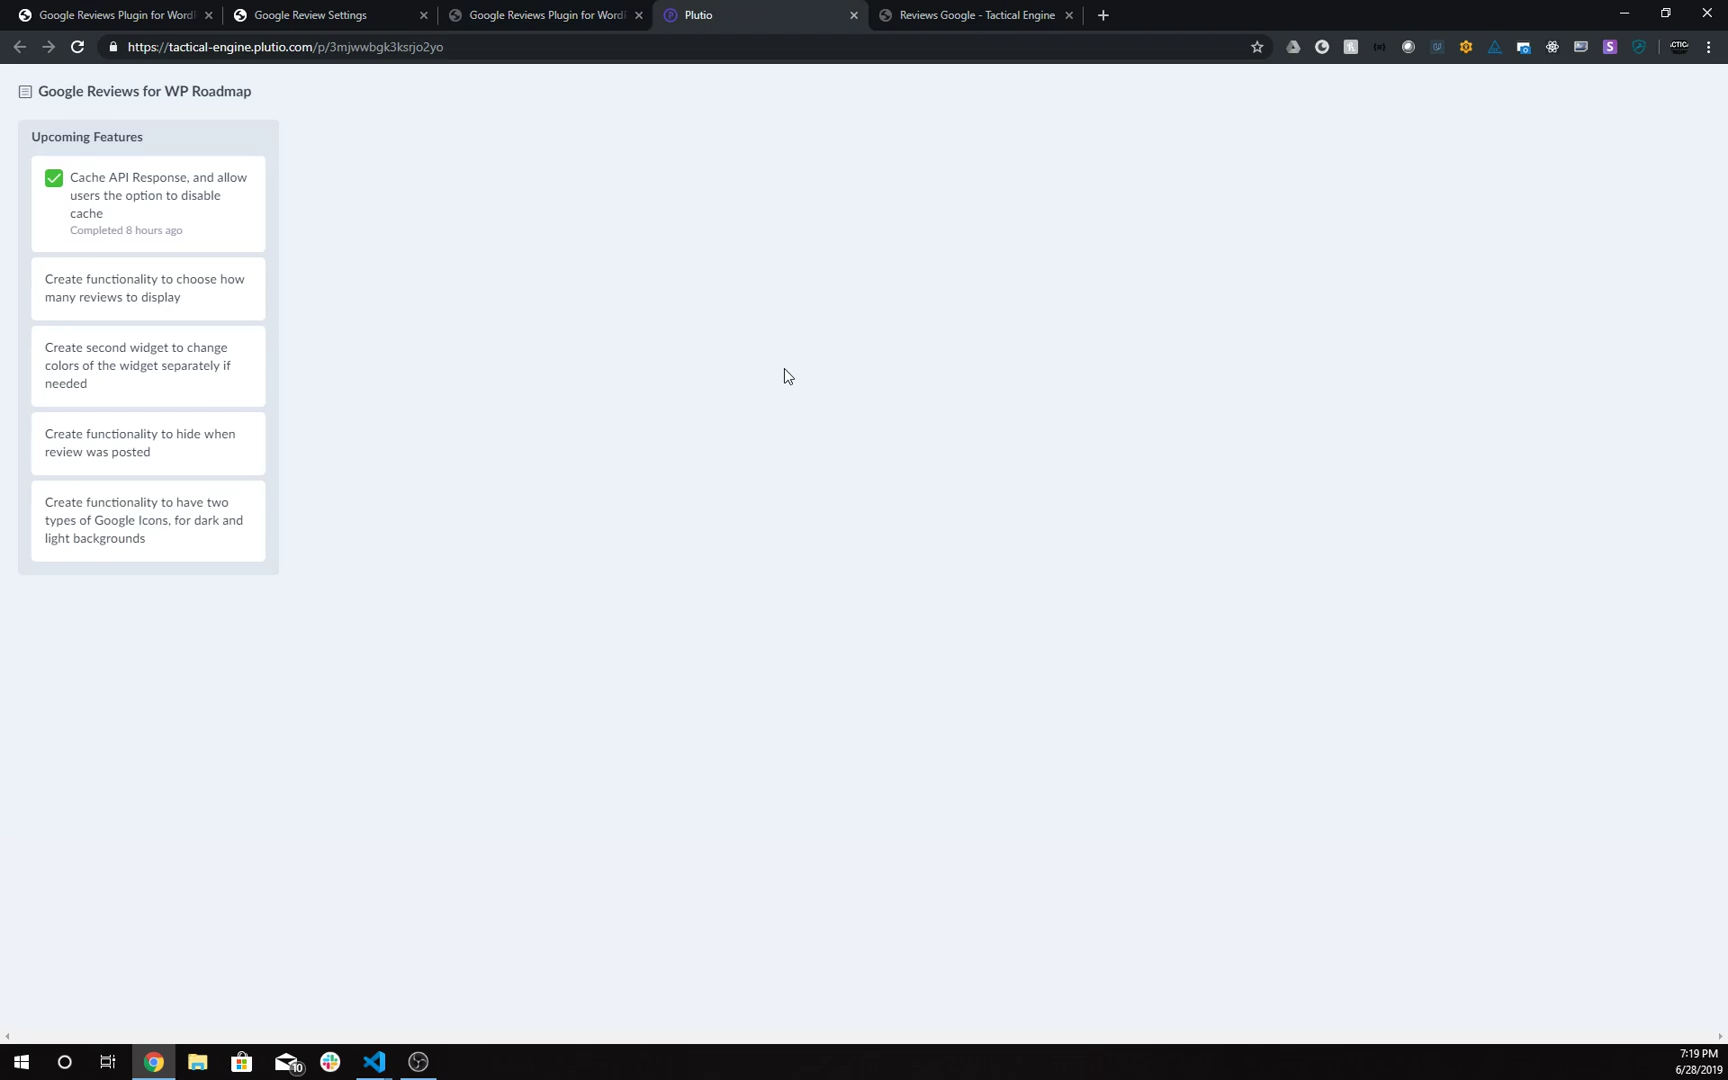 Google Reviews Plugin for Word
Google Review Settings
Google Reviews Plugin for Word
Plutio
Reviews Google - Tactical Engine
https://tactical-engine.plutio.com/p/3mjwwbgk3ksrjo2yo
Google Reviews for WP Roadmap
Upcoming Features
Cache API Response, and allow
users the option to disable
cache
Completed 8 hours ago
Create functionality to choose how
many reviews to display
Create second widget to change
colors of the widget separately if
needed
Create functionality to hide when
review was posted
Create functionality to have two
types of Google Icons, for dark and
light backgrounds
10
7:19 PM
6/28/2019